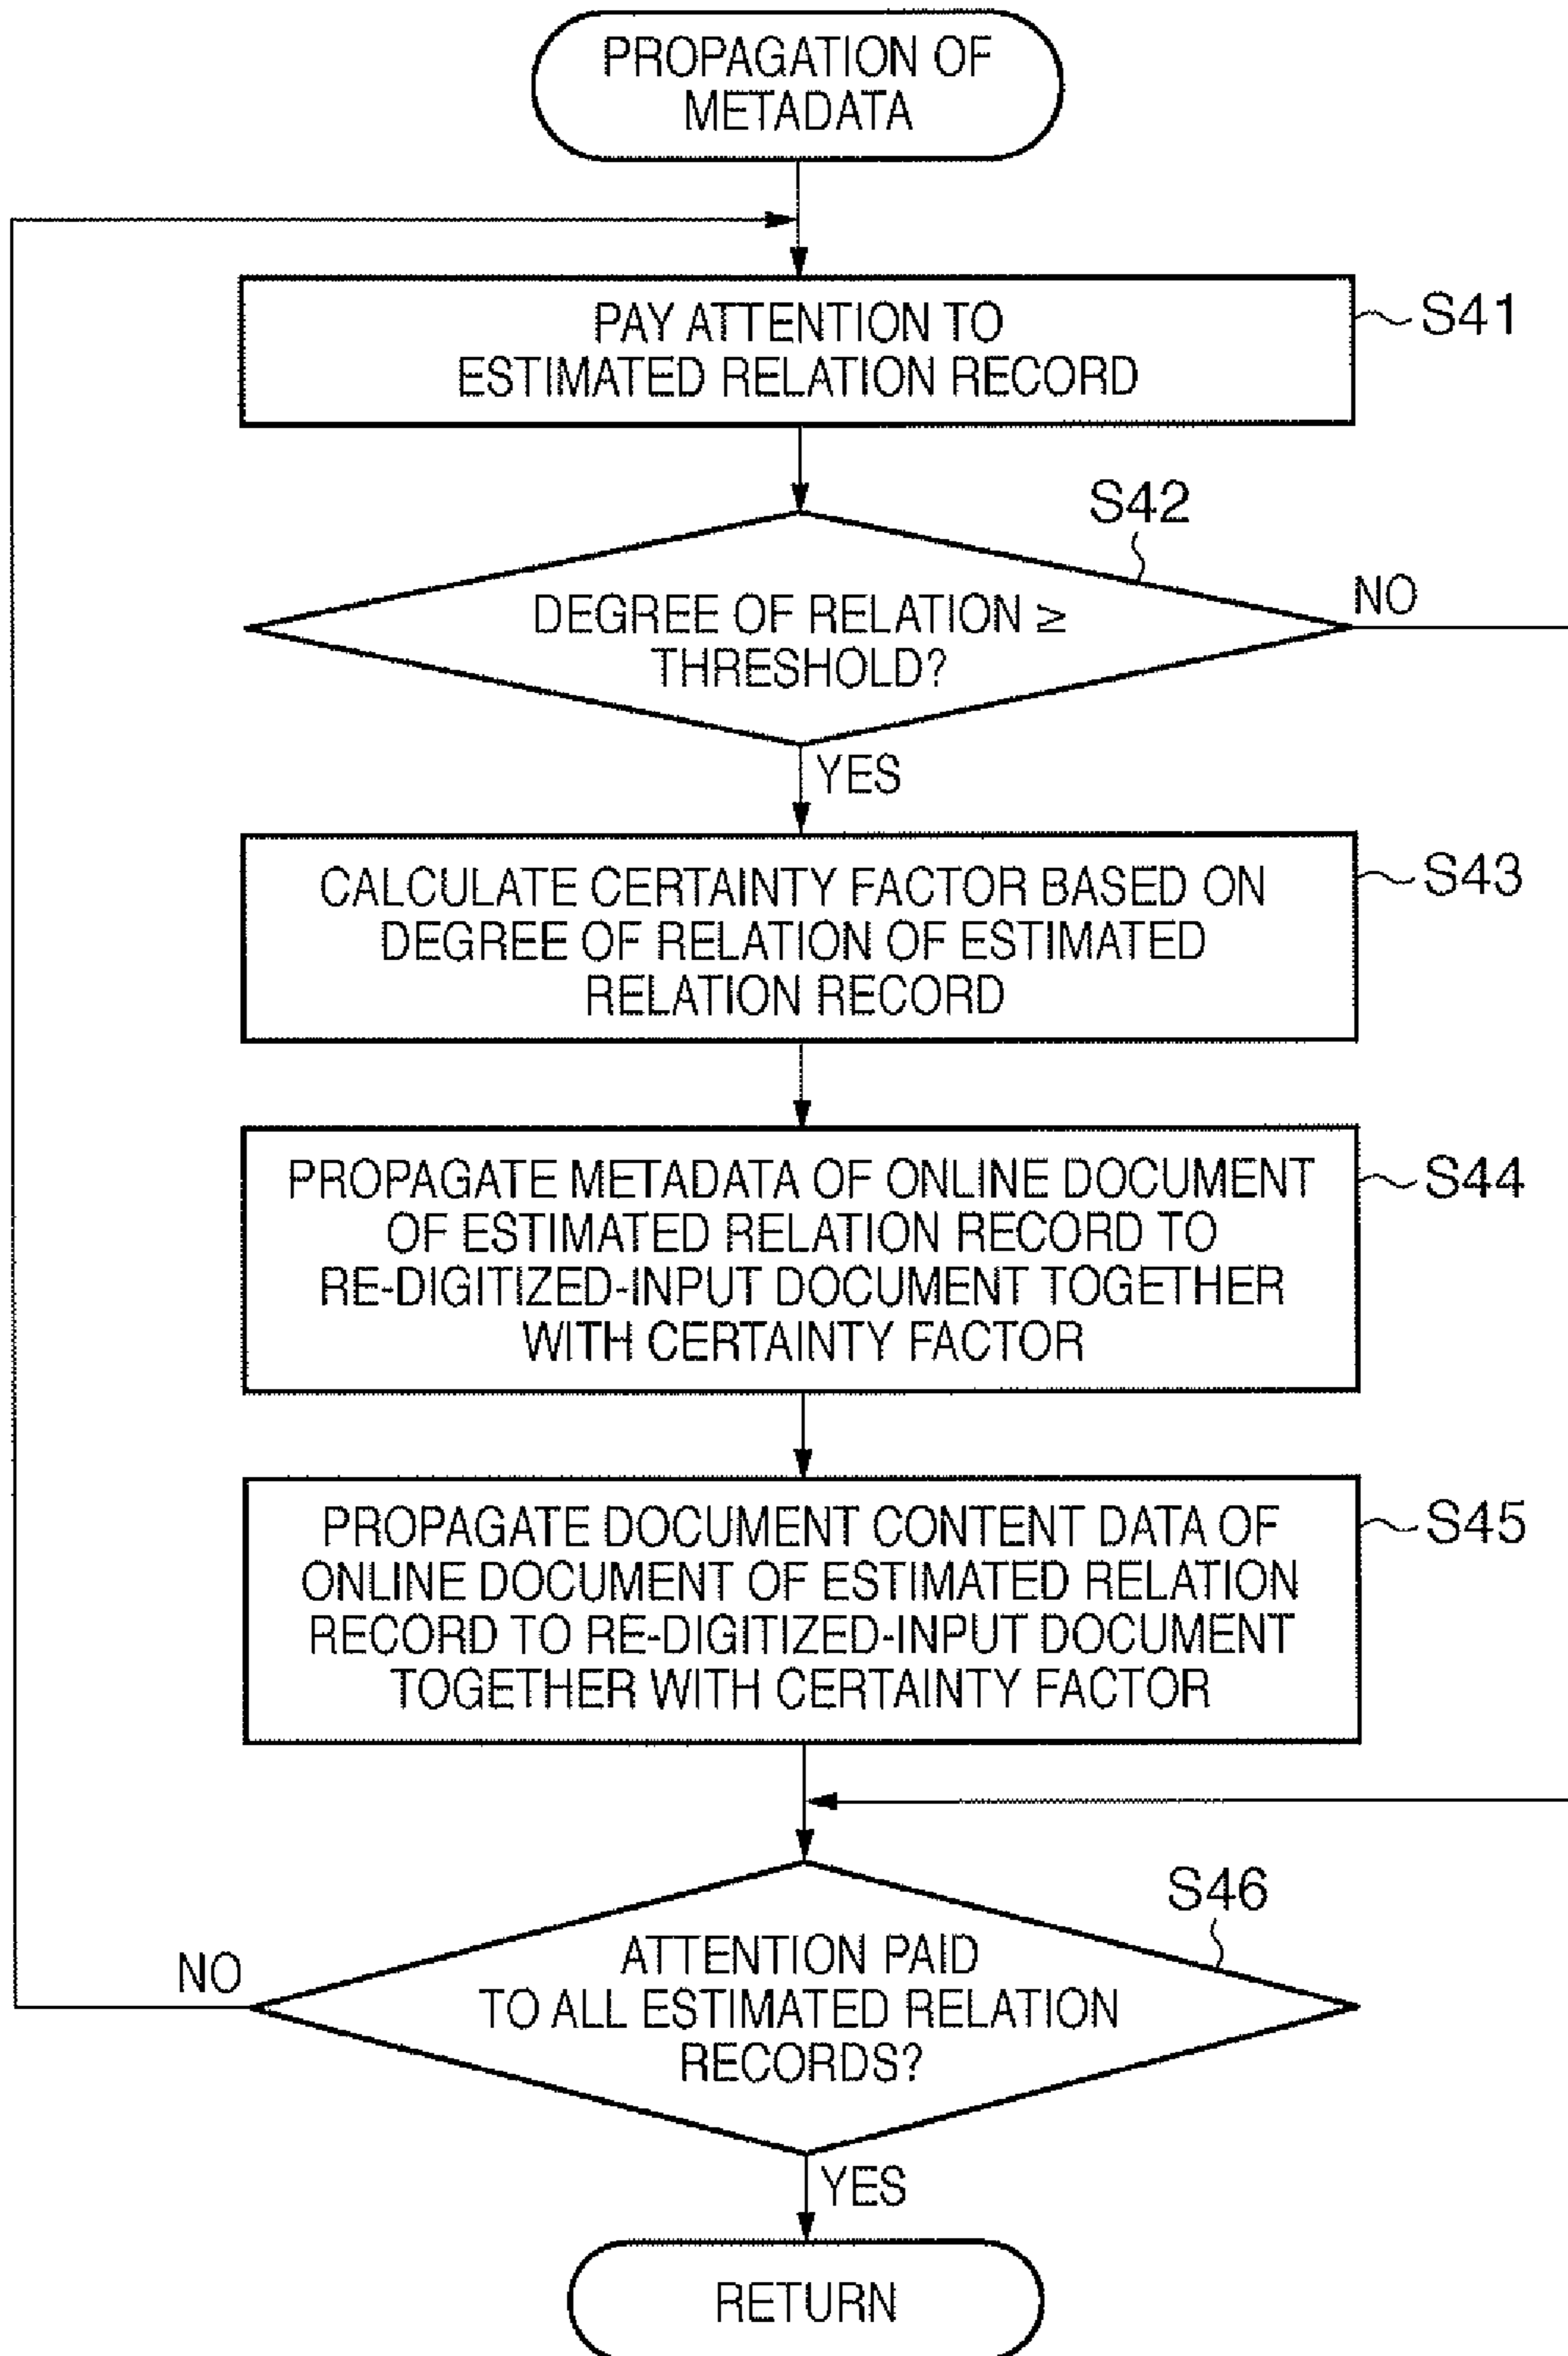 PROPAGATION OF
METADATA
PAY ATTENTION TO
ESTIMATED RELATION RECORD
S41
S42
DEGREE OF RELATION ≥
THRESHOLD?
NO
YES
CALCULATE CERTAINTY FACTOR BASED ON
DEGREE OF RELATION OF ESTIMATED
RELATION RECORD
S43
PROPAGATE METADATA OF ONLINE DOCUMENT
OF ESTIMATED RELATION RECORD TO
RE-DIGITIZED-INPUT DOCUMENT TOGETHER
WITH CERTAINTY FACTOR
S44
PROPAGATE DOCUMENT CONTENT DATA OF
ONLINE DOCUMENT OF ESTIMATED RELATION
RECORD TO RE-DIGITIZED-INPUT DOCUMENT
TOGETHER WITH CERTAINTY FACTOR
S45
S46
ATTENTION PAID
TO ALL ESTIMATED RELATION
RECORDS?
NO
YES
RETURN